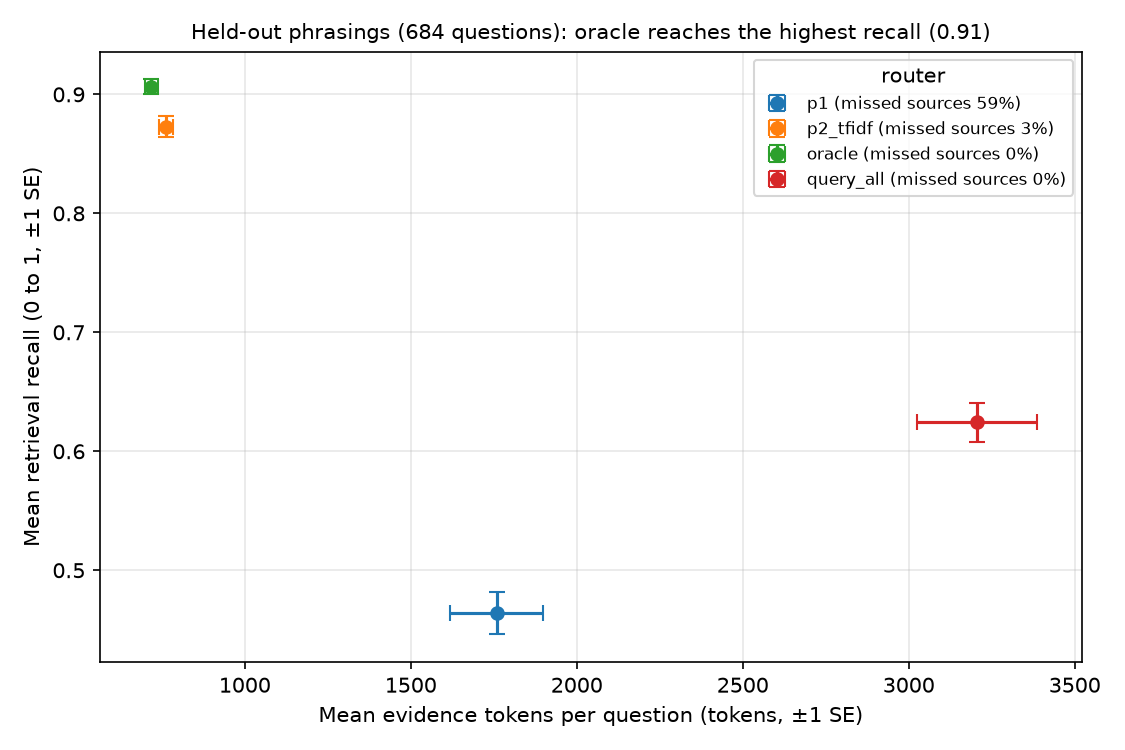 Held-out phrasings (684 questions): oracle reaches the highest recall (0.91)
router
p1 (missed sources 59%)
p2_tfidf (missed sources 3%)
oracle (missed sources 0%)
query_all (missed sources 0%)
Mean retrieval recall (0 to 1, ±1 SE)
0.9
0.8
0.7
0.6
0.5
1000 1500 2000 2500 3000 3500
Mean evidence tokens per question (tokens, ±1 SE)